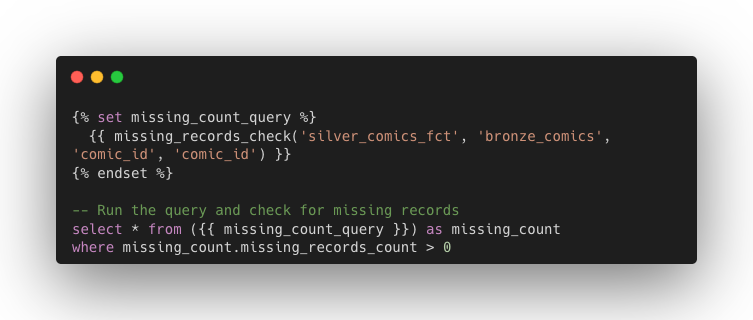 {% set missing_count_query %}
  {{ missing_records_check('silver_comics_fct', 'bronze_comics',
'comic_id', 'comic_id') }}
{% endset %}

-- Run the query and check for missing records
select * from ({{ missing_count_query }}) as missing_count
where missing_count.missing_records_count > 0